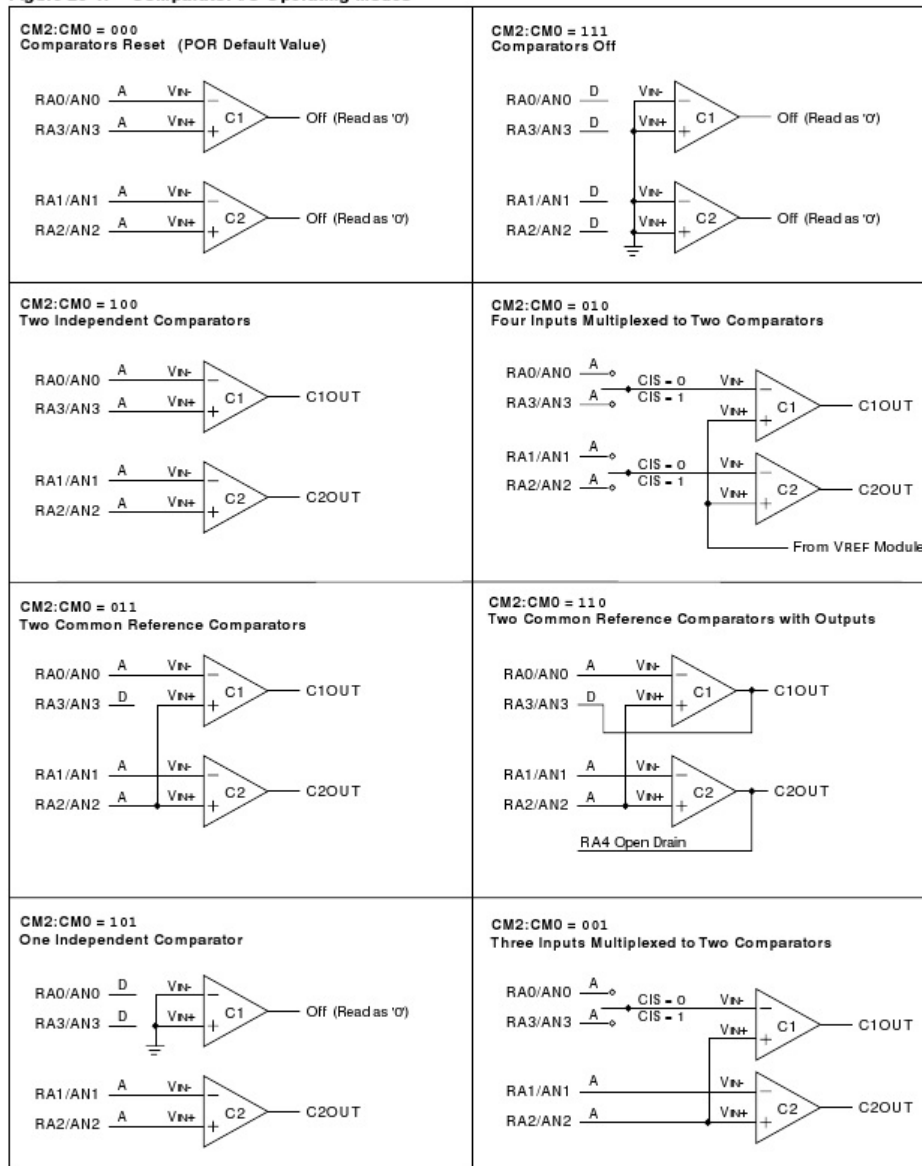 CM2:CM0 = 000
Comparators Reset (POR Default Value)
RA0/AN0 A VIN- −
C1 Off (Read as '0')
RA3/AN3 A VIN+ +
RA1/AN1 A VIN- −
C2 Off (Read as '0')
RA2/AN2 A VIN+ +
CM2:CM0 = 111
Comparators Off
RA0/AN0 D VIN- −
C1 Off (Read as '0')
RA3/AN3 D VIN+ +
RA1/AN1 D VIN- −
C2 Off (Read as '0')
RA2/AN2 D VIN+ +
CM2:CM0 = 100
Two Independent Comparators
RA0/AN0 A VIN- −
C1 C1OUT
RA3/AN3 A VIN+ +
RA1/AN1 A VIN- −
C2 C2OUT
RA2/AN2 A VIN+ +
CM2:CM0 = 010
Four Inputs Multiplexed to Two Comparators
RA0/AN0 A
CIS = 0 VIN- −
RA3/AN3 A CIS = 1
C1 C1OUT
VIN+ +
RA1/AN1 A
CIS = 0 VIN- −
RA2/AN2 A CIS = 1
C2 C2OUT
VIN+ +
From VREF Module
CM2:CM0 = 011
Two Common Reference Comparators
RA0/AN0 A VIN- −
C1 C1OUT
RA3/AN3 D VIN+ +
RA1/AN1 A VIN- −
C2 C2OUT
RA2/AN2 A VIN+ +
CM2:CM0 = 110
Two Common Reference Comparators with Outputs
RA0/AN0 A VIN- −
C1 C1OUT
RA3/AN3 D VIN+ +
RA1/AN1 A VIN- −
C2 C2OUT
RA2/AN2 A VIN+ +
RA4 Open Drain
CM2:CM0 = 101
One Independent Comparator
RA0/AN0 D VIN- −
C1 Off (Read as '0')
RA3/AN3 D VIN+ +
RA1/AN1 A VIN- −
C2 C2OUT
RA2/AN2 A VIN+ +
CM2:CM0 = 001
Three Inputs Multiplexed to Two Comparators
RA0/AN0 A
CIS = 0 VIN- −
RA3/AN3 A CIS = 1
C1 C1OUT
VIN+ +
RA1/AN1 A VIN- −
C2 C2OUT
RA2/AN2 A VIN+ +